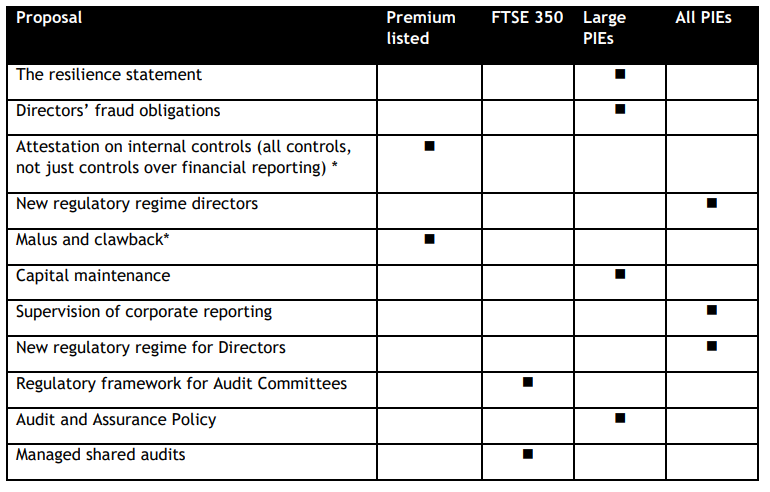 Proposal Premium listed FTSE 350 Large PIEs All PIEs
The resilience statement ■
Directors’ fraud obligations ■
Attestation on internal controls (all controls, ■
not just controls over financial reporting) *
New regulatory regime directors ■
Malus and clawback* ■
Capital maintenance ■
Supervision of corporate reporting ■
New regulatory regime for Directors ■
Regulatory framework for Audit Committees ■
Audit and Assurance Policy ■
Managed shared audits ■